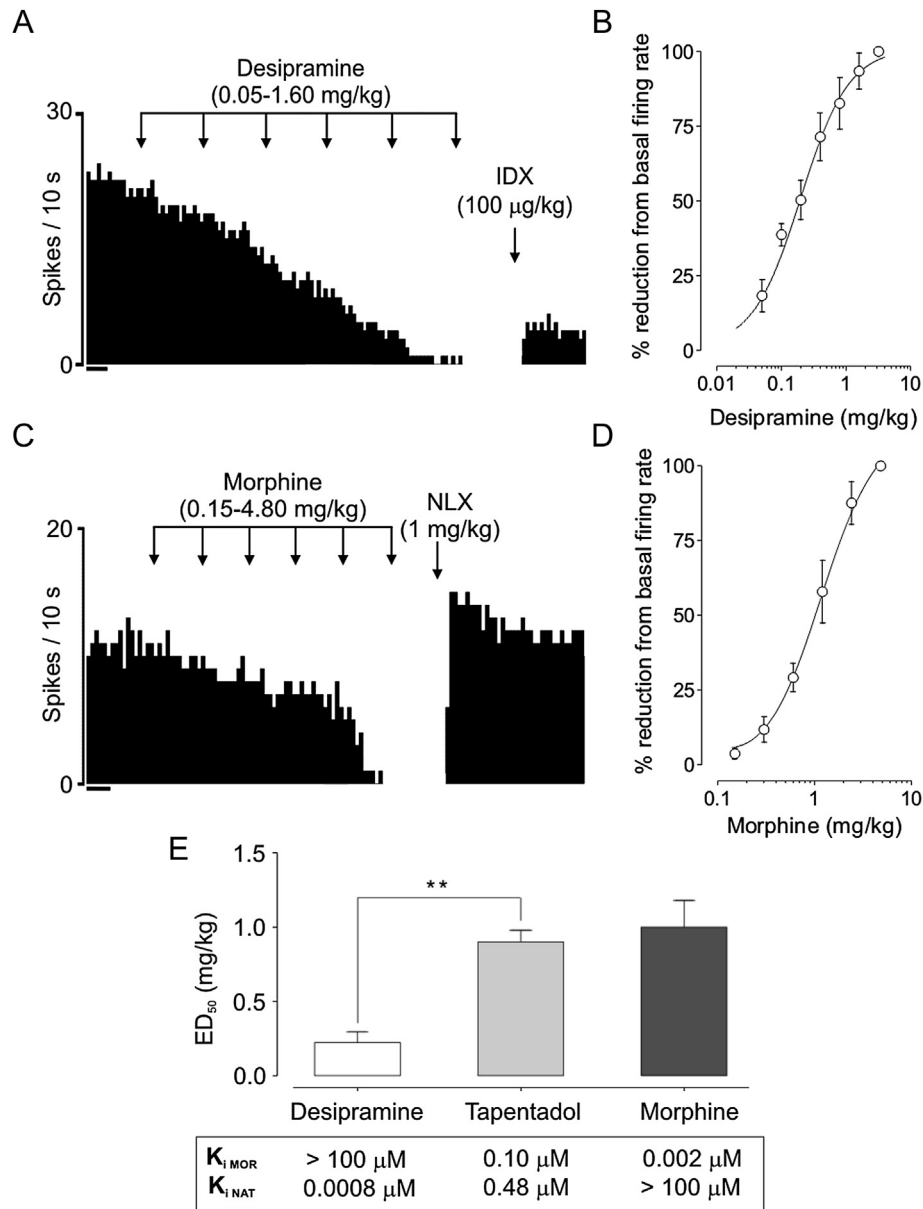 A
Desipramine
(0.05-1.60 mg/kg)
30
IDX
(100 μg/kg)
Spikes / 10 s
0
B
100
75
50
25
0
% reduction from basal firing rate
0.01 0.1 1 10
Desipramine (mg/kg)
C
Morphine
(0.15-4.80 mg/kg)
20
NLX
(1 mg/kg)
Spikes / 10 s
0
D
100
75
50
25
0
% reduction from basal firing rate
0.1 1 10
Morphine (mg/kg)
E
1.5
1.0
0.5
0.0
ED50 (mg/kg)
**
Desipramine Tapentadol Morphine
Ki MOR > 100 μM 0.10 μM 0.002 μM
Ki NAT 0.0008 μM 0.48 μM > 100 μM